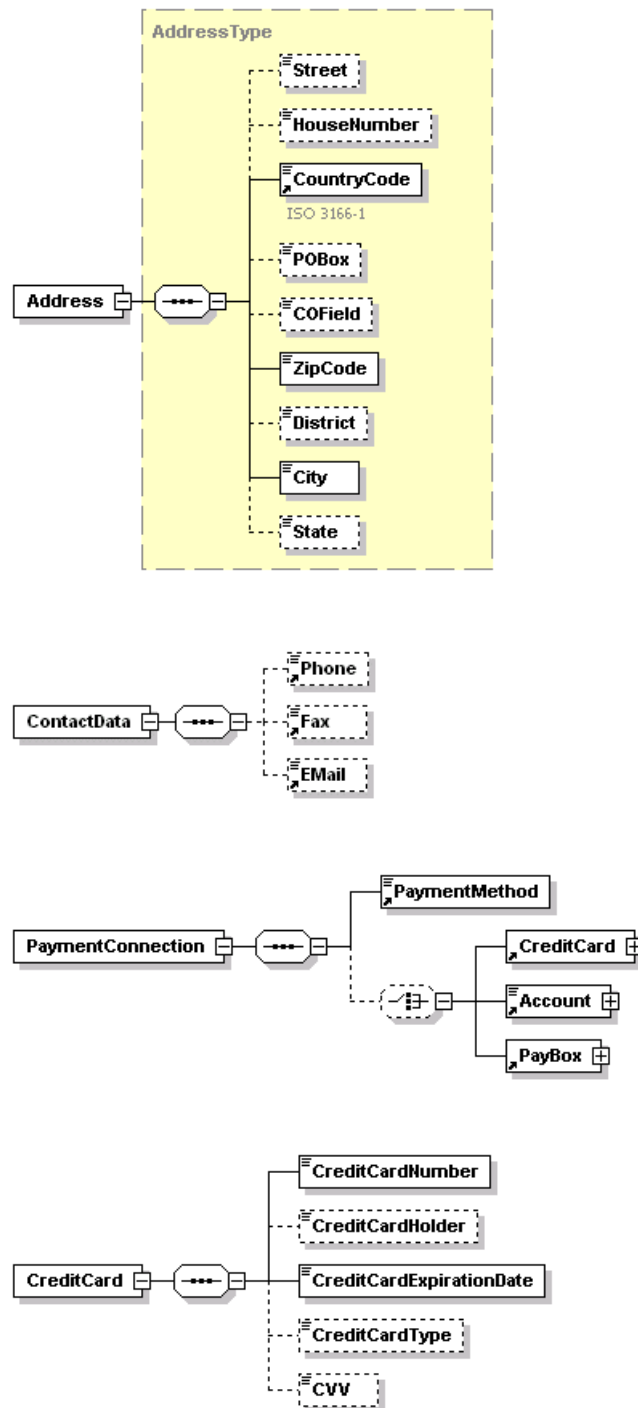 AddressType
Street
HouseNumber
CountryCode
ISO 3166-1
POBox
Address
COField
ZipCode
District
City
State
Phone
ContactData
Fax
EMail
PaymentMethod
PaymentConnection
CreditCard
Account
PayBox
CreditCardNumber
CreditCardHolder
CreditCard
CreditCardExpirationDate
CreditCardType
CVV